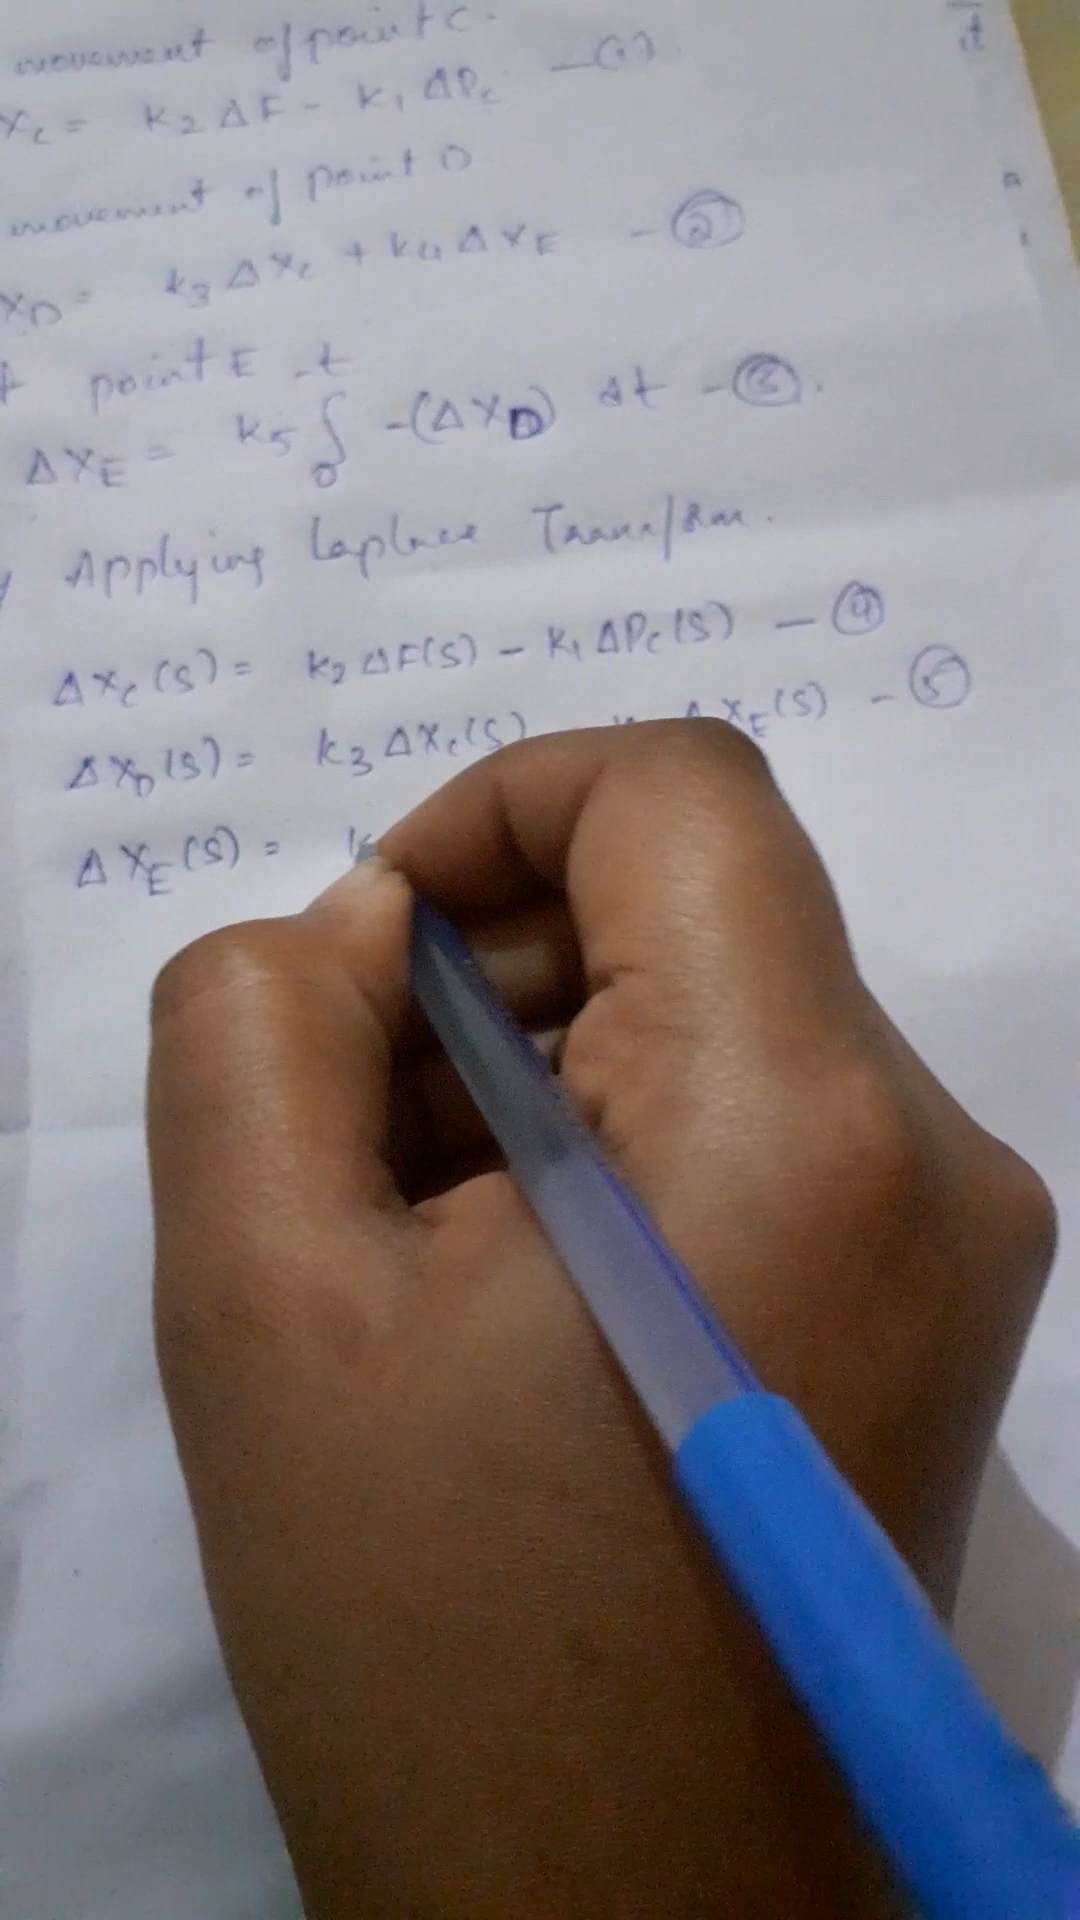 movement of point C.
Xc = K2 ΔF - K1 ΔPc -(1).
movement of point D
XD = k3 ΔXc + k4 ΔXE - ②
point E
ΔXE = K5 ∫0^t -(ΔXD) dt - ③.
Applying Laplace Transform.
ΔXc(S) = k2 ΔF(S) - K1 ΔPc(S) - ④
ΔXD(S) = k3 ΔXc(S) ΔXE(S) - ⑤
ΔXE(S) = k